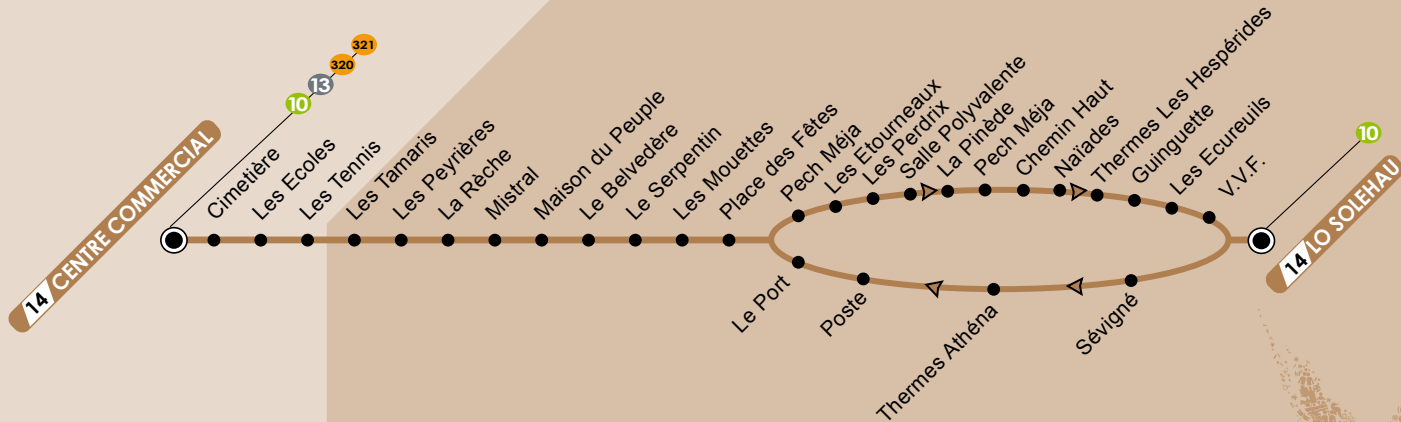 14 CENTRE COMMERCIAL
10
13
320
321
Cimetière
Les Ecoles
Les Tennis
Les Tamaris
Les Peyrières
La Rèche
Mistral
Maison du Peuple
Le Belvedère
Le Serpentin
Les Mouettes
Place des Fêtes
Pech Méja
Les Etourneaux
Les Perdrix
Salle Polyvalente
La Pinède
Pech Méja
Chemin Haut
Naïades
Thermes Les Hespérides
Guinguette
Les Ecureuils
V.V.F.
Le Port
Poste
Thermes Athéna
Sévigné
10
14 LO SOLEHAU